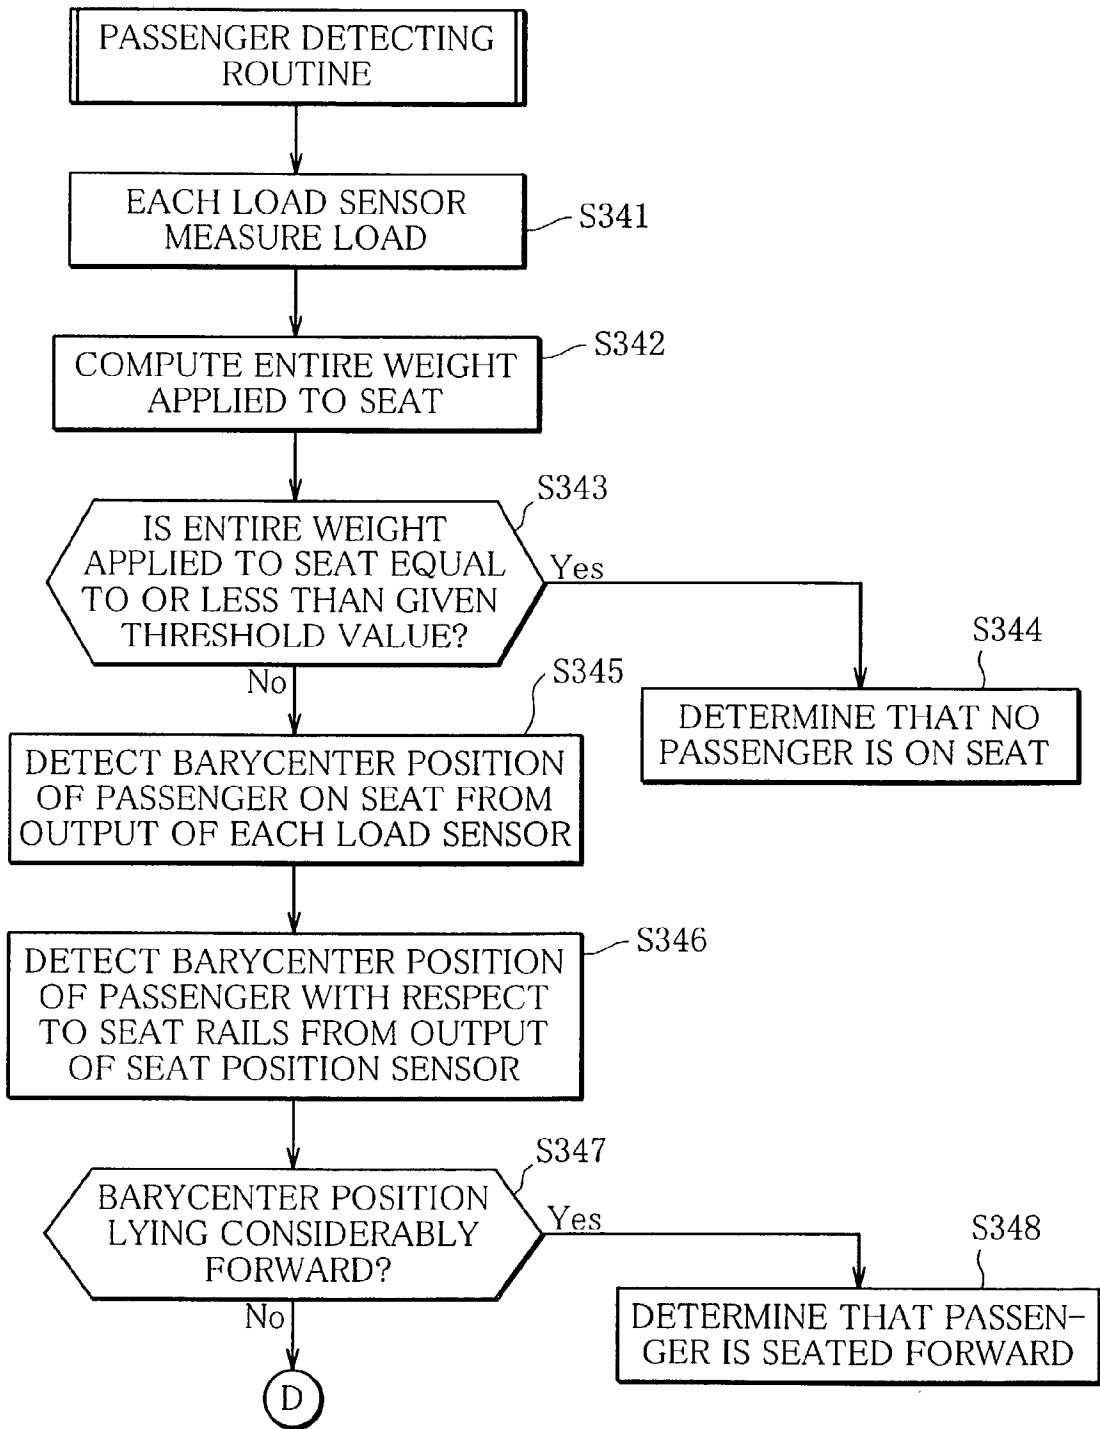 PASSENGER DETECTING
ROUTINE
EACH LOAD SENSOR
MEASURE LOAD
S341
S342
COMPUTE ENTIRE WEIGHT
APPLIED TO SEAT
S343
IS ENTIRE WEIGHT
APPLIED TO SEAT EQUAL
TO OR LESS THAN GIVEN
THRESHOLD VALUE?
Yes
No
S344
DETERMINE THAT NO
PASSENGER IS ON SEAT
S345
DETECT BARYCENTER POSITION
OF PASSENGER ON SEAT FROM
OUTPUT OF EACH LOAD SENSOR
S346
DETECT BARYCENTER POSITION
OF PASSENGER WITH RESPECT
TO SEAT RAILS FROM OUTPUT
OF SEAT POSITION SENSOR
S347
BARYCENTER POSITION
LYING CONSIDERABLY
FORWARD?
Yes
No
S348
DETERMINE THAT PASSEN-
GER IS SEATED FORWARD
D